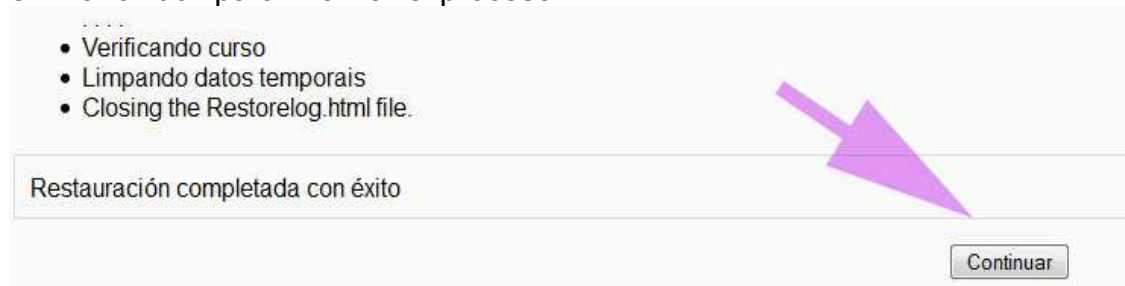 . . . .
• Verificando curso
• Limpando datos temporais
• Closing the Restorelog.html file.
Restauración completada con éxito
Continuar